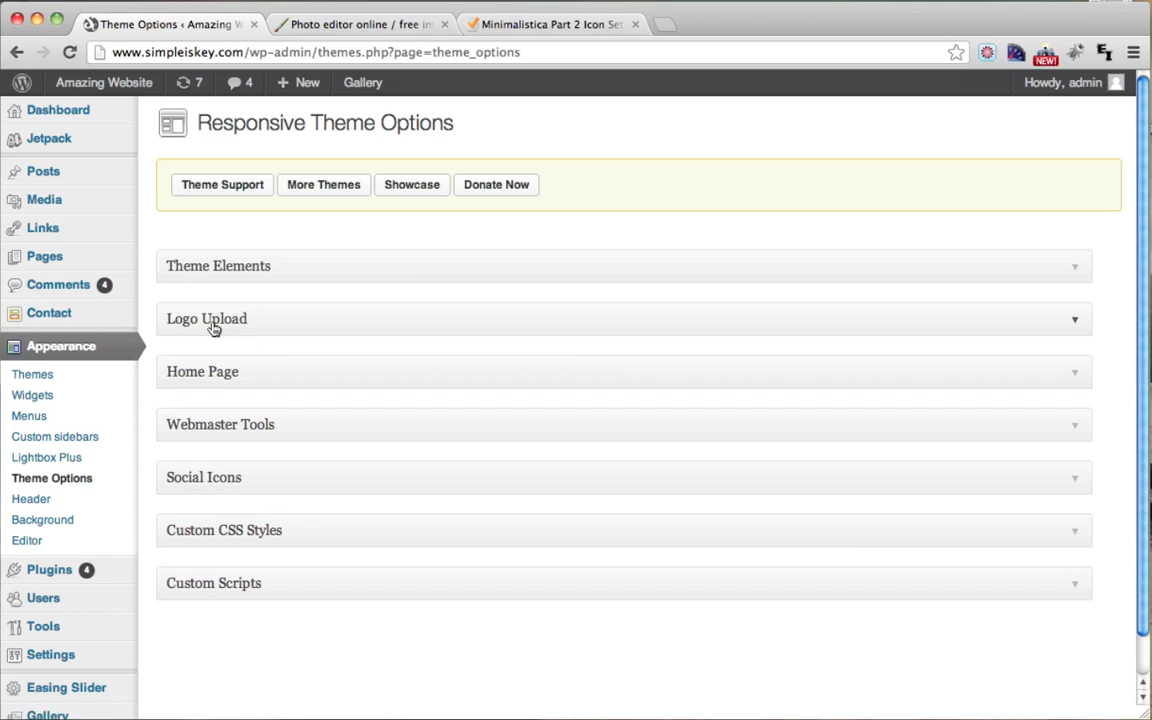 Theme Options ‹ Amazing W
Photo editor online / free im
Minimalistica Part 2 Icon Set
www.simpleiskey.com/wp-admin/themes.php?page=theme_options
NEW!
EI
Amazing Website
7
4
+ New
Gallery
Howdy, admin
Dashboard
Jetpack
Posts
Media
Links
Pages
Comments 4
Contact
Appearance
Themes
Widgets
Menus
Custom sidebars
Lightbox Plus
Theme Options
Header
Background
Editor
Plugins 4
Users
Tools
Settings
Easing Slider
Gallery
Responsive Theme Options
Theme Support
More Themes
Showcase
Donate Now
Theme Elements
Logo Upload
Home Page
Webmaster Tools
Social Icons
Custom CSS Styles
Custom Scripts